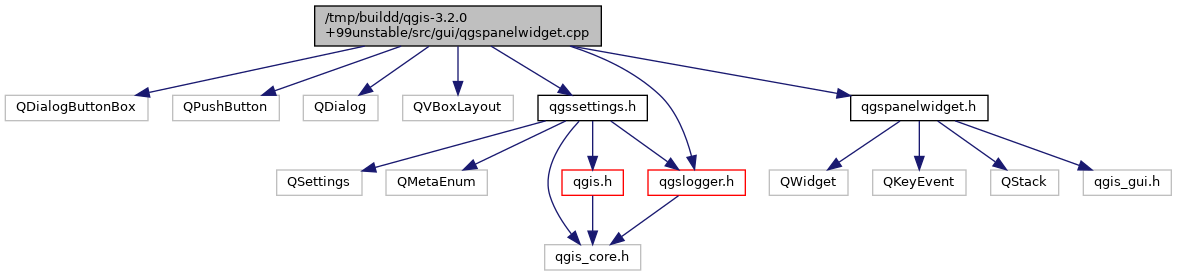 /tmp/buildd/qgis-3.2.0
+99unstable/src/gui/qgspanelwidget.cpp
QDialogButtonBox
QPushButton
QDialog
QVBoxLayout
qgssettings.h
qgspanelwidget.h
QSettings
QMetaEnum
qgis.h
qgslogger.h
QWidget
QKeyEvent
QStack
qgis_gui.h
qgis_core.h